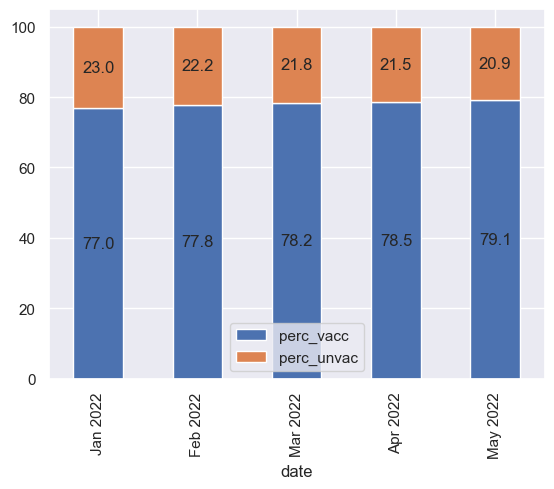 100
80
60
40
20
0
23.0 22.2 21.8 21.5 20.9
77.0 77.8 78.2 78.5 79.1
perc_vacc
perc_unvac
Jan 2022
Feb 2022
Mar 2022
Apr 2022
May 2022
date